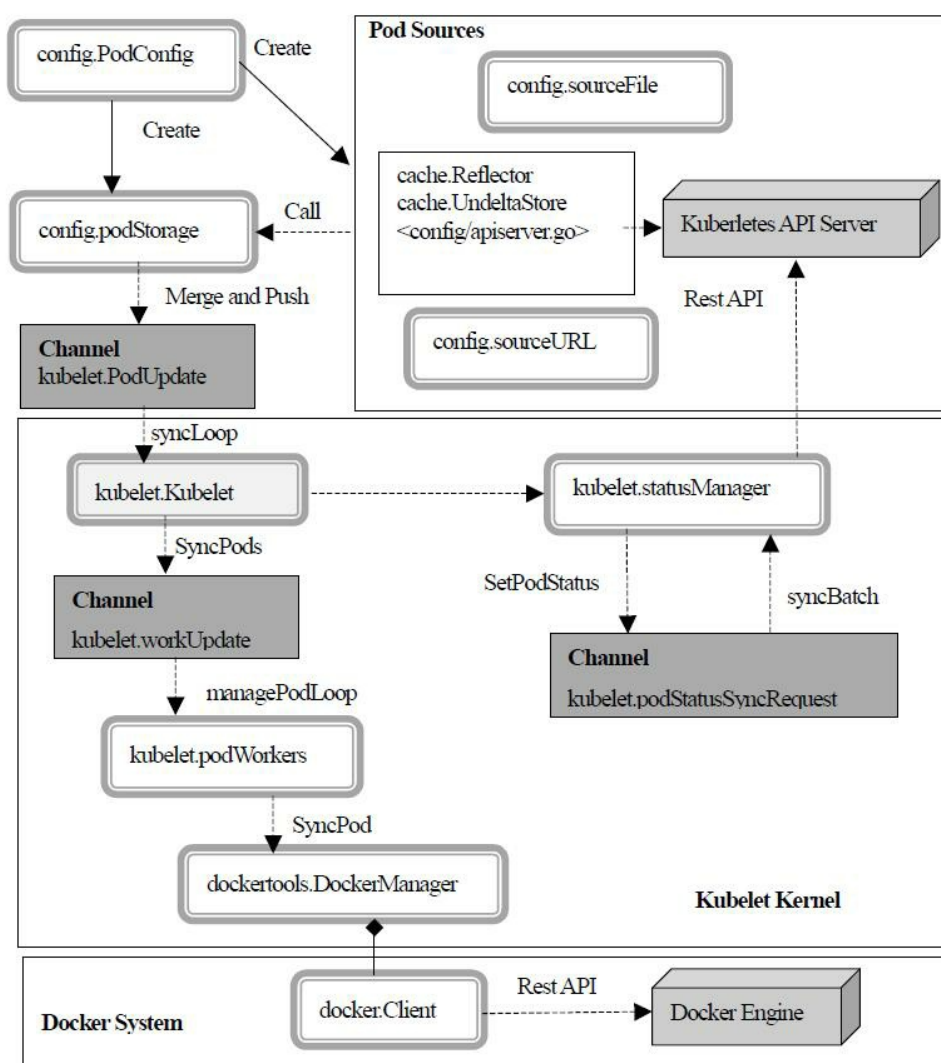 Pod Sources
config.PodConfig
Create
config.sourceFile
Create
cache.Reflector
cache.UndeltaStore
<config/apiserver.go>
config.podStorage
Call
Kuberletes API Server
Merge and Push
Rest API
config.sourceURL
Channel
kubelet.PodUpdate
syncLoop
kubelet.Kubelet
kubelet.statusManager
SyncPods
SetPodStatus
syncBatch
Channel
kubelet.workUpdate
Channel
kubelet.podStatusSyncRequest
managePodLoop
kubelet.podWorkers
SyncPod
dockertools.DockerManager
Kubelet Kernel
Docker System
docker.Client
Rest API
Docker Engine